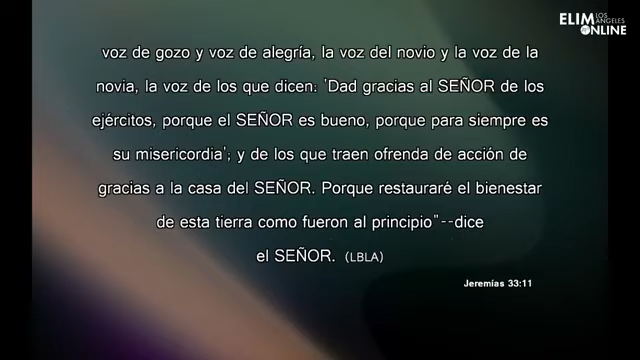 ELIM LOS ANGELES ONLINE
voz de gozo y voz de alegría, la voz del novio y la voz de la
novia, la voz de los que dicen: 'Dad gracias al SEÑOR de los
ejércitos, porque el SEÑOR es bueno, porque para siempre es
su misericordia'; y de los que traen ofrenda de acción de
gracias a la casa del SEÑOR. Porque restauraré el bienestar
de esta tierra como fueron al principio"--dice
el SEÑOR. (LBLA)
Jeremías 33:11